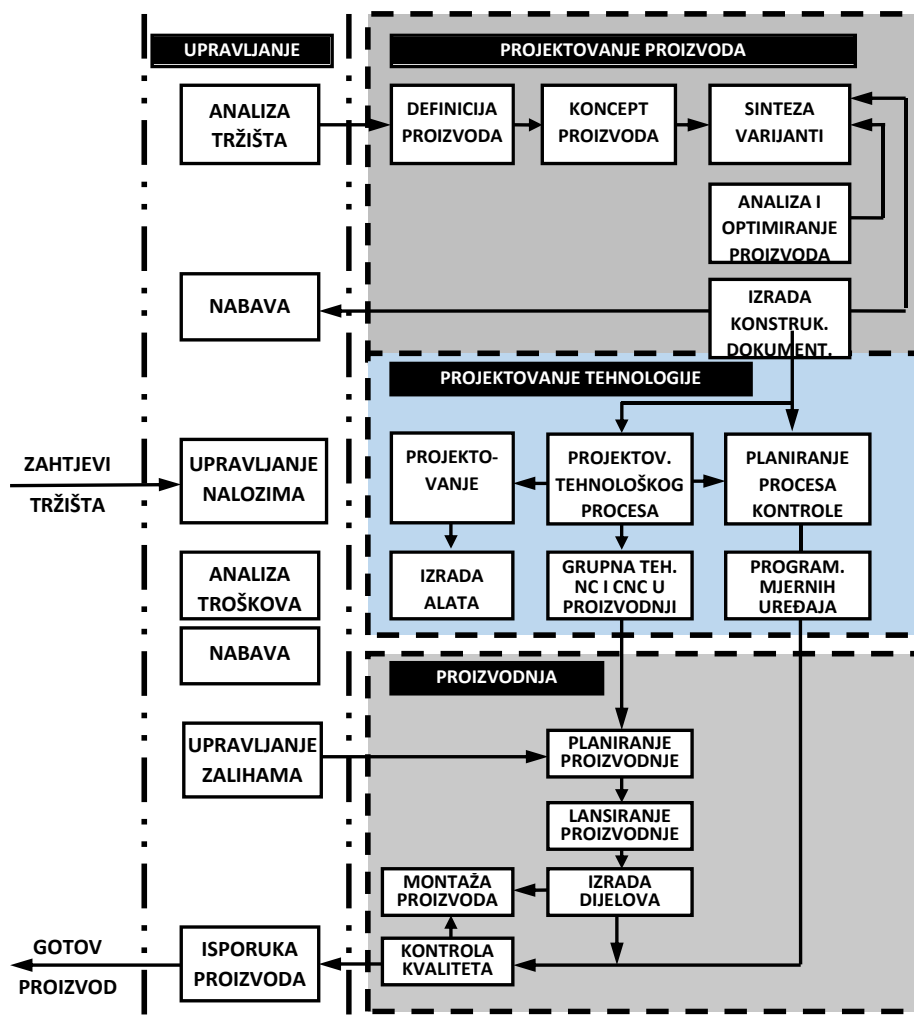 UPRAVLJANJE
PROJEKTOVANJE PROIZVODA
ANALIZA
TRŽIŠTA
DEFINICIJA
PROIZVODA
KONCEPT
PROIZVODA
SINTEZA
VARIJANTI
ANALIZA I
OPTIMIRANJE
PROIZVODA
NABAVA
IZRADA
KONSTRUK.
DOKUMENT.
PROJEKTOVANJE TEHNOLOGIJE
ZAHTJEVI
TRŽIŠTA
UPRAVLJANJE
NALOZIMA
PROJEKTO-
VANJE
PROJEKTOV.
TEHNOLOŠKOG
PROCESA
PLANIRANJE
PROCESA
KONTROLE
ANALIZA
TROŠKOVA
IZRADA
ALATA
GRUPNA TEH.
NC I CNC U
PROIZVODNJI
PROGRAM.
MJERNIH
UREĐAJA
NABAVA
PROIZVODNJA
UPRAVLJANJE
ZALIHAMA
PLANIRANJE
PROIZVODNJE
LANSIRANJE
PROIZVODNJE
MONTAŽA
PROIZVODA
IZRADA
DIJELOVA
GOTOV
PROIZVOD
ISPORUKA
PROIZVODA
KONTROLA
KVALITETA